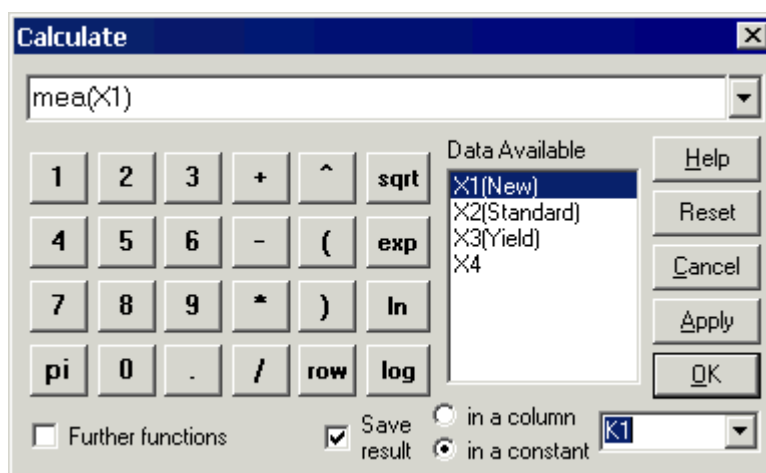 Calculate
mea(X1)
1 2 3 + ^ sqrt
4 5 6 - ( exp
7 8 9 * ) ln
pi 0 . / row log
Data Available
X1(New)
X2(Standard)
X3(Yield)
X4
Help
Reset
Cancel
Apply
OK
Further functions
Save result
in a column
in a constant
K1